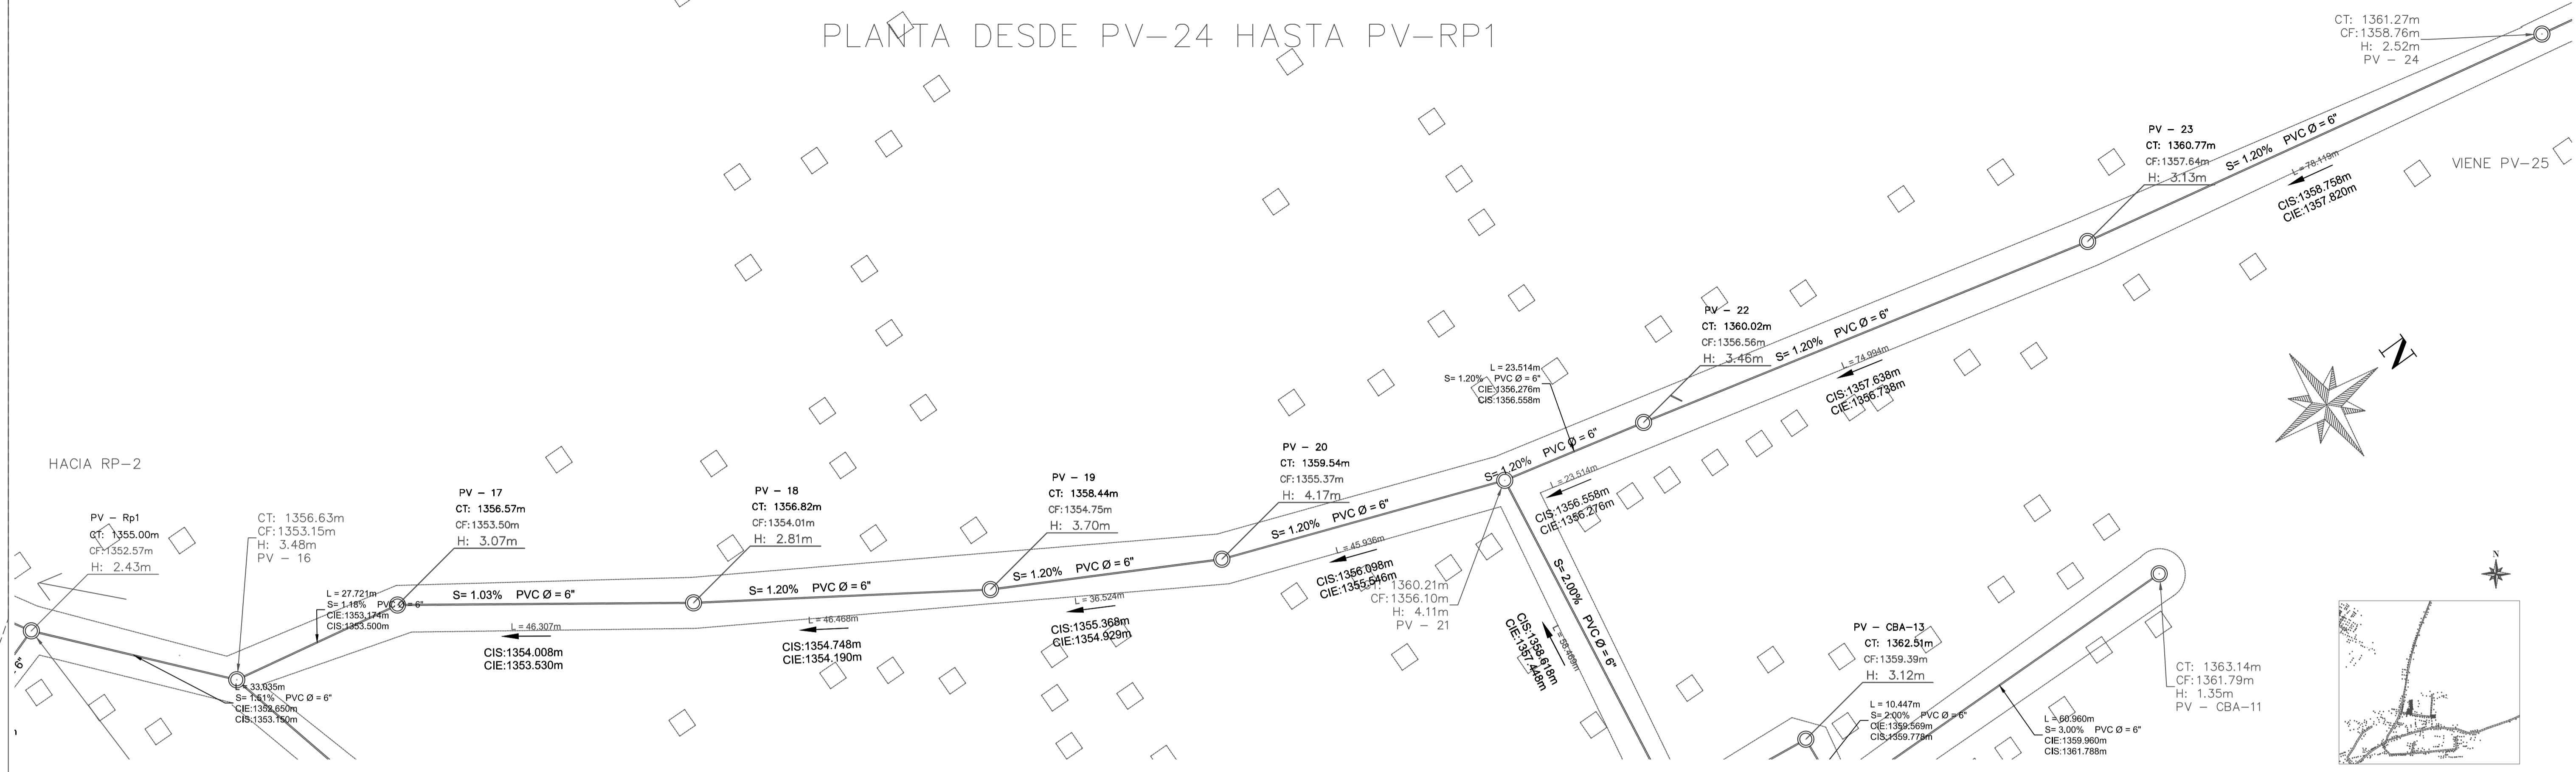 PLANTA DESDE PV-24 HASTA PV-RP1
CT: 1361.27m
CF:1358.76m
H: 2.52m
PV - 24
VIENE PV-25
PV - 23
CT: 1360.77m
CF:1357.64m
H: 3.13m
S= 1.20% PVC Ø = 6"
L = 78.119m
CIS:1358.758m
CIE:1357.820m
PV - 22
CT: 1360.02m
CF:1356.56m
H: 3.46m
S= 1.20% PVC Ø = 6"
L = 74.994m
CIS:1357.638m
CIE:1356.738m
N
L = 23.514m
S= 1.20% PVC Ø = 6"
CIE:1356.276m
CIS:1356.558m
S= 1.20% PVC Ø = 6"
L = 23.514m
CIS:1356.558m
CIE:1356.276m
PV - 20
CT: 1359.54m
CF:1355.37m
H: 4.17m
S= 1.20% PVC Ø = 6"
L = 45.936m
CIS:1356.098m
CIE:1355.546m
1360.21m
CF:1356.10m
H: 4.11m
PV - 21
S= 2.00% PVC Ø = 6"
L = 58.469m
CIS:1358.618m
CIE:1357.448m
PV - 19
CT: 1358.44m
CF:1354.75m
H: 3.70m
S= 1.20% PVC Ø = 6"
L = 36.524m
CIS:1355.368m
CIE:1354.929m
PV - 18
CT: 1356.82m
CF:1354.01m
H: 2.81m
S= 1.20% PVC Ø = 6"
L = 46.468m
CIS:1354.748m
CIE:1354.190m
PV - 17
CT: 1356.57m
CF:1353.50m
H: 3.07m
S= 1.03% PVC Ø = 6"
L = 46.307m
CIS:1354.008m
CIE:1353.530m
HACIA RP-2
PV - Rp1
CT: 1355.00m
CF:1352.57m
H: 2.43m
CT: 1356.63m
CF:1353.15m
H: 3.48m
PV - 16
L = 27.721m
S= 1.18% PVC Ø = 6"
CIE:1353.174m
CIS:1353.500m
L = 33.035m
S= 1.51% PVC Ø = 6"
CIE:1352.650m
CIS:1353.150m
6"
PV - CBA-13
CT: 1362.51m
CF:1359.39m
H: 3.12m
L = 10.447m
S= 2.00% PVC Ø = 6"
CIE:1359.569m
CIS:1359.778m
L = 60.960m
S= 3.00% PVC Ø = 6"
CIE:1359.960m
CIS:1361.788m
CT: 1363.14m
CF:1361.79m
H: 1.35m
PV - CBA-11
N